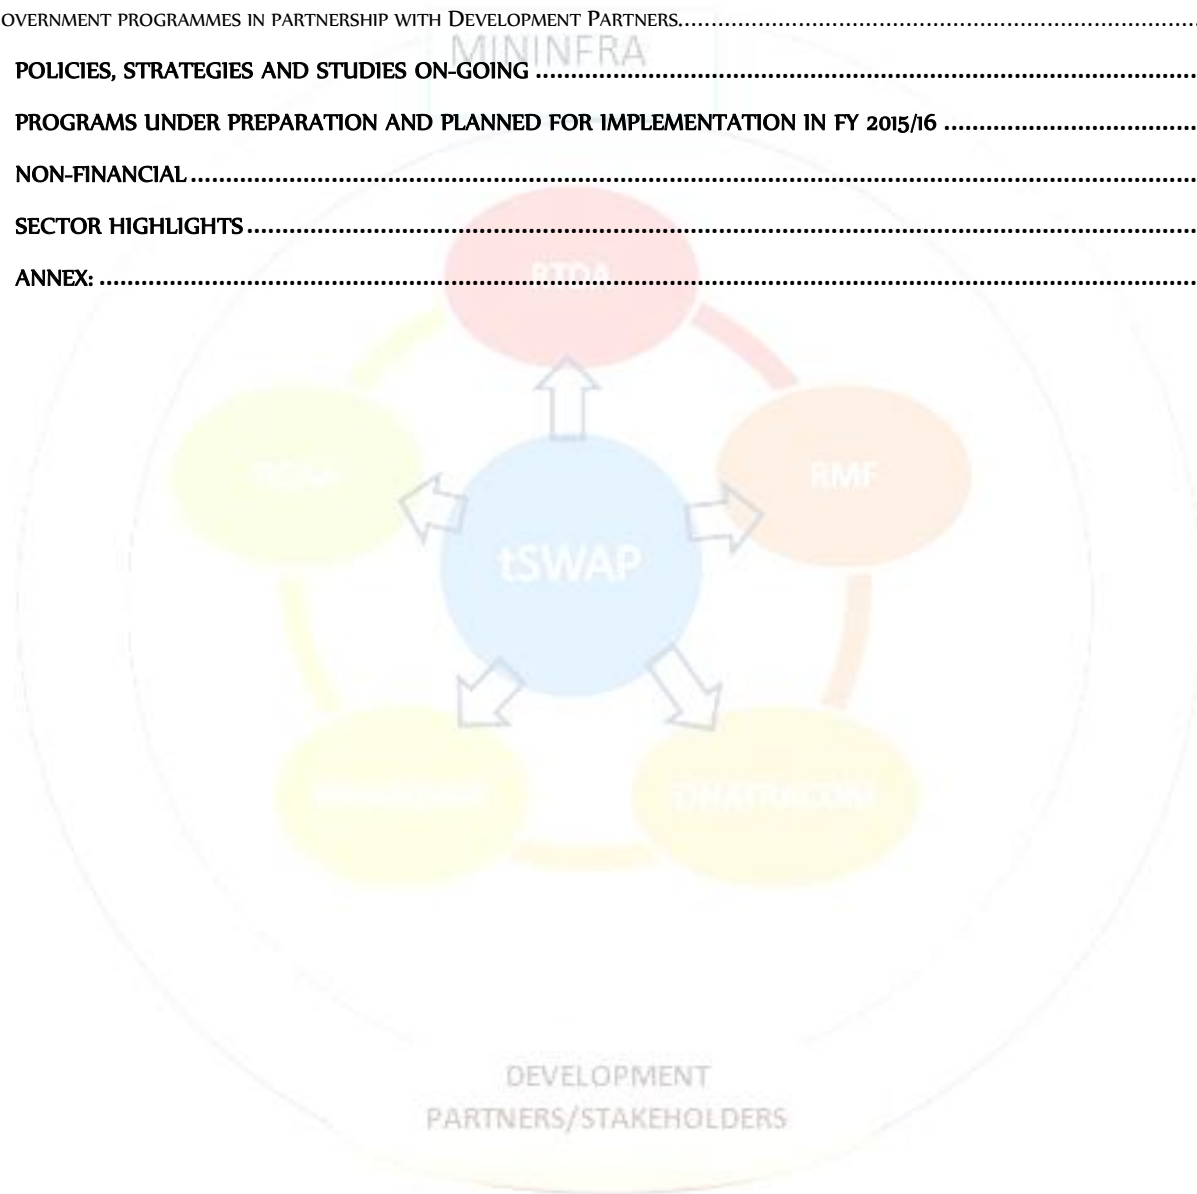 overnment programmes in partnership with Development Partners
MININFRA
POLICIES, STRATEGIES AND STUDIES ON-GOING
PROGRAMS UNDER PREPARATION AND PLANNED FOR IMPLEMENTATION IN FY 2015/16
NON-FINANCIAL
SECTOR HIGHLIGHTS
RTDA
ANNEX:
RMF
tSWAP
DEVELOPMENT
PARTNERS/STAKEHOLDERS